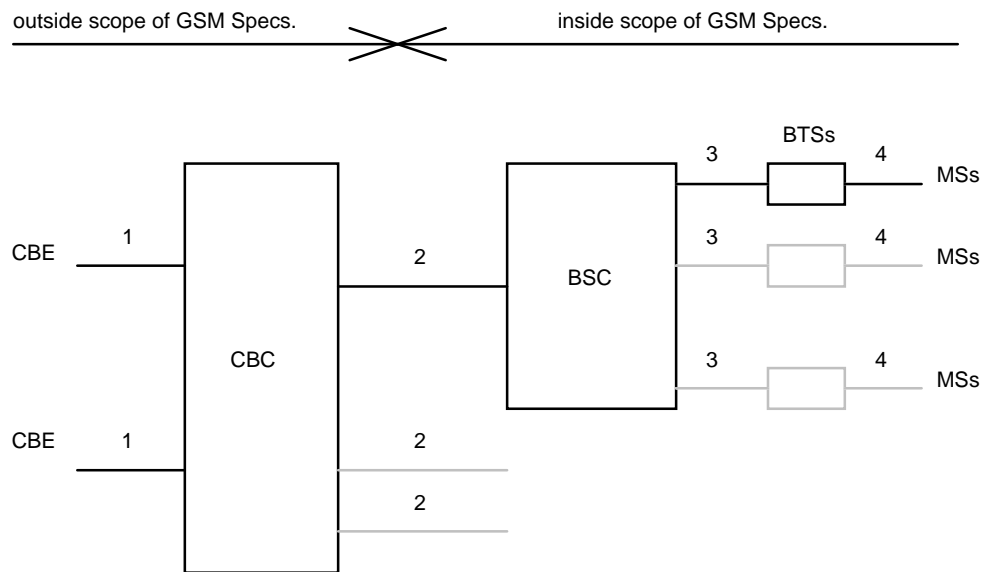 outside scope of GSM Specs. inside scope of GSM Specs.
BTSs
3 4
MSs
CBE 1 2 3 4 MSs
BSC
CBC
3 4
MSs
CBE 1 2
2